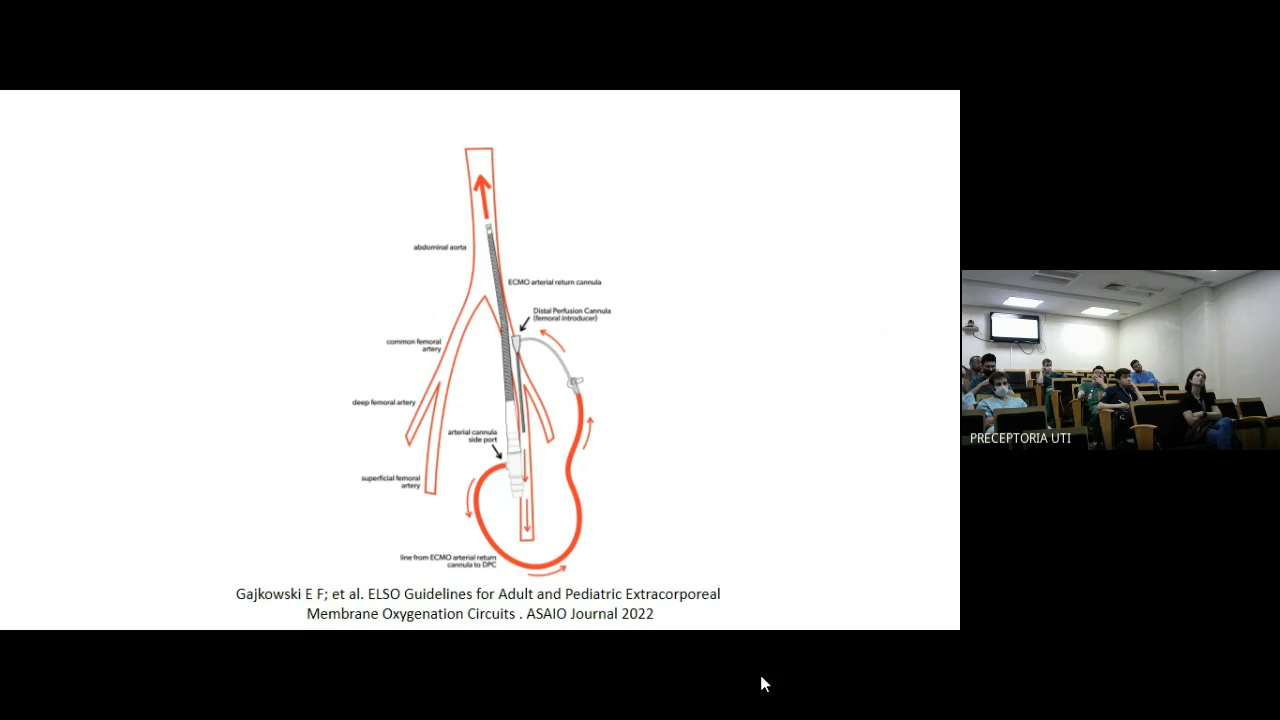 abdominal aorta
ECMO arterial return cannula
Distal Perfusion Cannula
(femoral introducer)
common femoral
artery
deep femoral artery
arterial cannula
side port
superficial femoral
artery
line from ECMO arterial return
cannula to DPC
Gajkowski E F; et al. ELSO Guidelines for Adult and Pediatric Extracorporeal
Membrane Oxygenation Circuits . ASAIO Journal 2022
PRECEPTORIA UTI